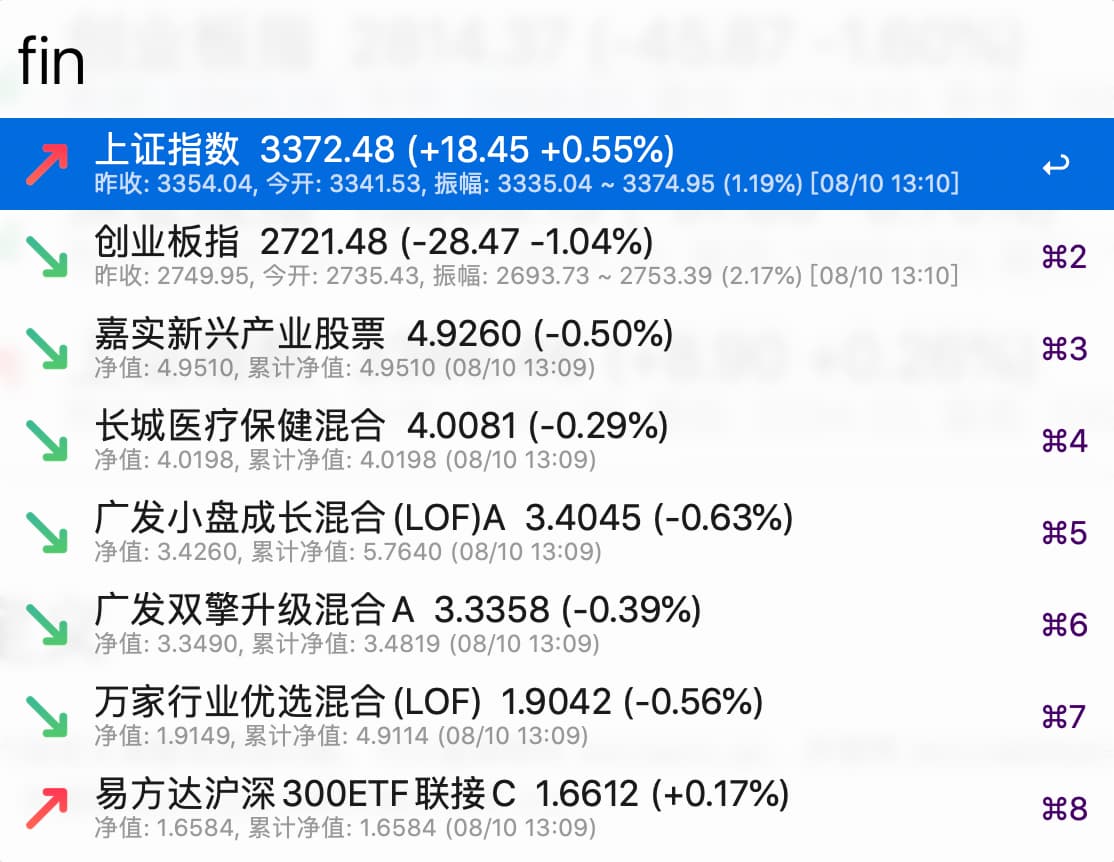 fin
上证指数 3372.48 (+18.45 +0.55%)
昨收: 3354.04, 今开: 3341.53, 振幅: 3335.04 ~ 3374.95 (1.19%) [08/10 13:10]
创业板指 2721.48 (-28.47 -1.04%)
昨收: 2749.95, 今开: 2735.43, 振幅: 2693.73 ~ 2753.39 (2.17%) [08/10 13:10]
⌘2
嘉实新兴产业股票 4.9260 (-0.50%)
净值: 4.9510, 累计净值: 4.9510 (08/10 13:09)
⌘3
长城医疗保健混合 4.0081 (-0.29%)
净值: 4.0198, 累计净值: 4.0198 (08/10 13:09)
⌘4
广发小盘成长混合(LOF)A 3.4045 (-0.63%)
净值: 3.4260, 累计净值: 5.7640 (08/10 13:09)
⌘5
广发双擎升级混合A 3.3358 (-0.39%)
净值: 3.3490, 累计净值: 3.4819 (08/10 13:09)
⌘6
万家行业优选混合(LOF) 1.9042 (-0.56%)
净值: 1.9149, 累计净值: 4.9114 (08/10 13:09)
⌘7
易方达沪深300ETF联接C 1.6612 (+0.17%)
净值: 1.6584, 累计净值: 1.6584 (08/10 13:09)
⌘8